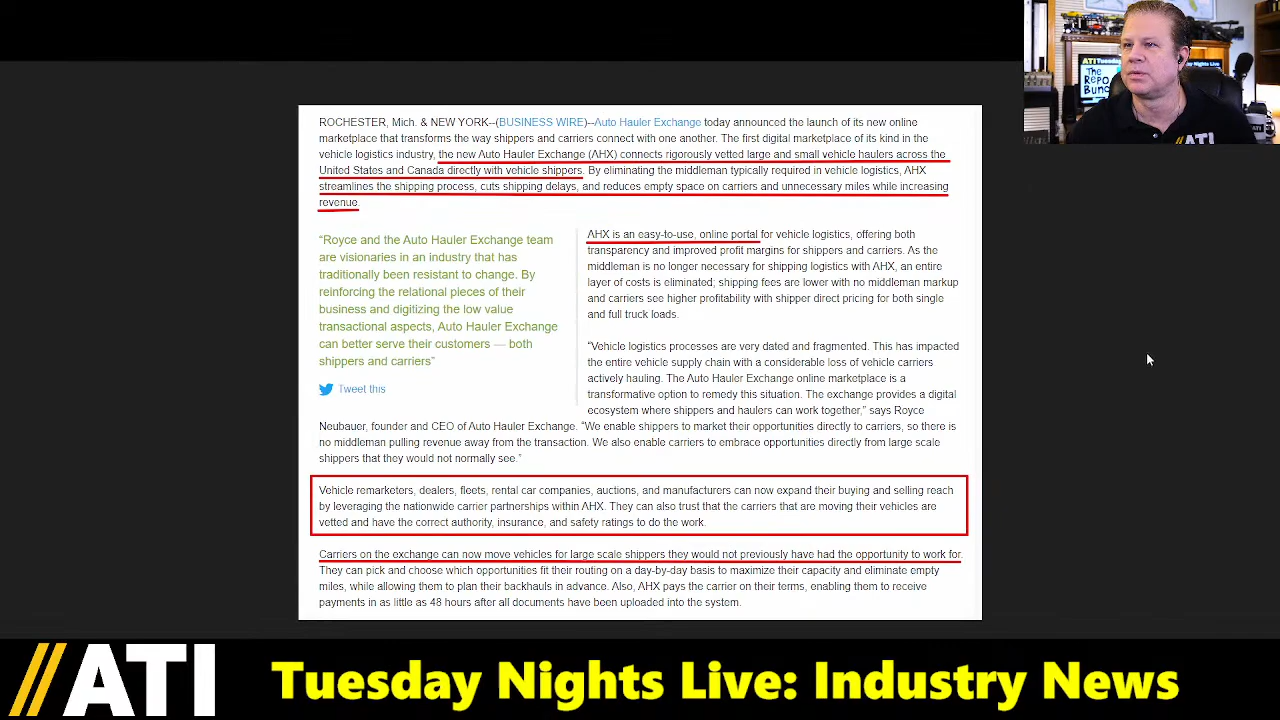 ATI Tuesday
day Nights Live
The
REPO
BUNC
ATI
ROCHESTER, Mich. & NEW YORK--(BUSINESS WIRE)--Auto Hauler Exchange today announced the launch of its new online
marketplace that transforms the way shippers and carriers connect with one another. The first digital marketplace of its kind in the
vehicle logistics industry, the new Auto Hauler Exchange (AHX) connects rigorously vetted large and small vehicle haulers across the
United States and Canada directly with vehicle shippers. By eliminating the middleman typically required in vehicle logistics, AHX
streamlines the shipping process, cuts shipping delays, and reduces empty space on carriers and unnecessary miles while increasing
revenue.
“Royce and the Auto Hauler Exchange team
are visionaries in an industry that has
traditionally been resistant to change. By
reinforcing the relational pieces of their
business and digitizing the low value
transactional aspects, Auto Hauler Exchange
can better serve their customers — both
shippers and carriers”
Tweet this
AHX is an easy-to-use, online portal for vehicle logistics, offering both
transparency and improved profit margins for shippers and carriers. As the
middleman is no longer necessary for shipping logistics with AHX, an entire
layer of costs is eliminated; shipping fees are lower with no middleman markup
and carriers see higher profitability with shipper direct pricing for both single
and full truck loads.
“Vehicle logistics processes are very dated and fragmented. This has impacted
the entire vehicle supply chain with a considerable loss of vehicle carriers
actively hauling. The Auto Hauler Exchange online marketplace is a
transformative option to remedy this situation. The exchange provides a digital
ecosystem where shippers and haulers can work together,” says Royce
Neubauer, founder and CEO of Auto Hauler Exchange. “We enable shippers to market their opportunities directly to carriers, so there is
no middleman pulling revenue away from the transaction. We also enable carriers to embrace opportunities directly from large scale
shippers that they would not normally see.”
Vehicle remarketers, dealers, fleets, rental car companies, auctions, and manufacturers can now expand their buying and selling reach
by leveraging the nationwide carrier partnerships within AHX. They can also trust that the carriers that are moving their vehicles are
vetted and have the correct authority, insurance, and safety ratings to do the work.
Carriers on the exchange can now move vehicles for large scale shippers they would not previously have had the opportunity to work for.
They can pick and choose which opportunities fit their routing on a day-by-day basis to maximize their capacity and eliminate empty
miles, while allowing them to plan their backhauls in advance. Also, AHX pays the carrier on their terms, enabling them to receive
payments in as little as 48 hours after all documents have been uploaded into the system.
//ATI
Tuesday Nights Live: Industry News